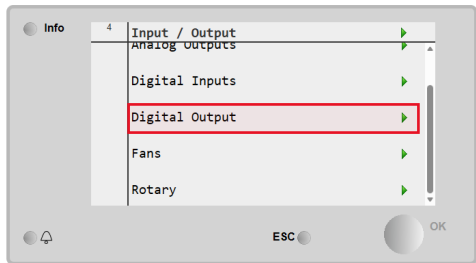 Info
4
Input / Output
Analog Outputs
Digital Inputs
Digital Output
Fans
Rotary
ESC
OK